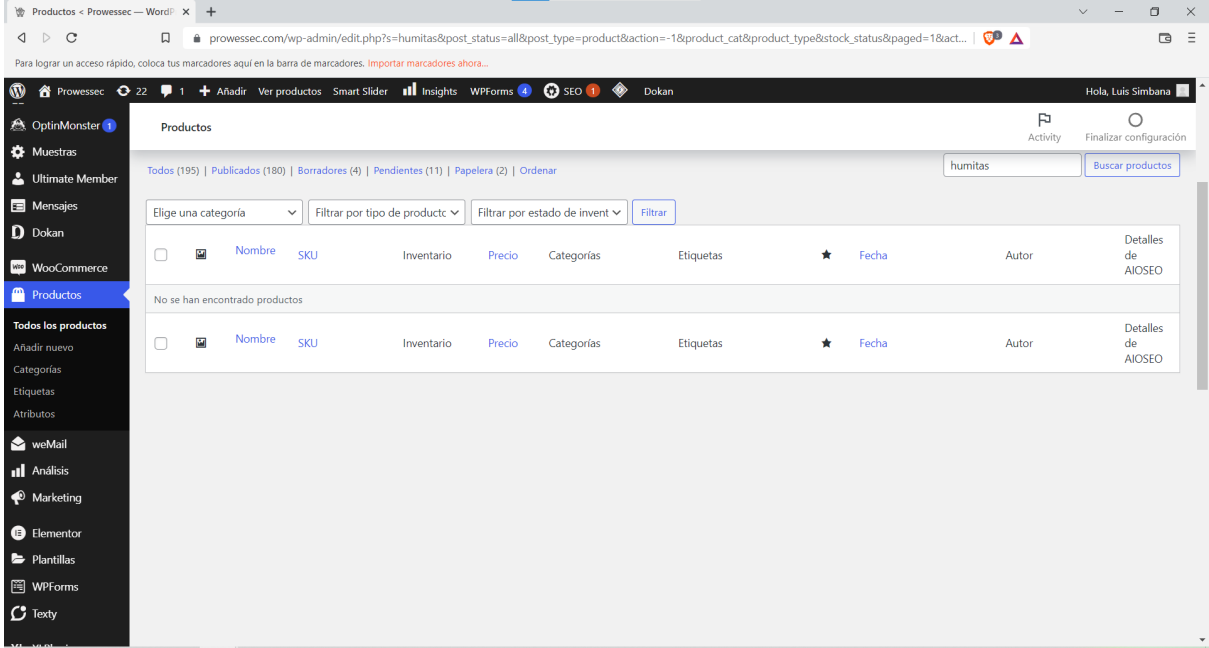 Productos < Prowessec — WordP
prowessec.com/wp-admin/edit.php?s=humitas&post_status=all&post_type=product&action=-1&product_cat&product_type&stock_status&paged=1&act...
Para lograr un acceso rápido, coloca tus marcadores aquí en la barra de marcadores. Importar marcadores ahora...
Prowessec 22 1 + Añadir Ver productos Smart Slider Insights WPForms 4 SEO 1 Dokan Hola, Luis Simbana
OptinMonster 1
Muestras
Ultimate Member
Mensajes
Dokan
WooCommerce
Productos
Todos los productos
Añadir nuevo
Categorías
Etiquetas
Atributos
weMail
Análisis
Marketing
Elementor
Plantillas
WPForms
Texty
Productos
Activity
Finalizar configuración
Todos (195) | Publicados (180) | Borradores (4) | Pendientes (11) | Papelera (2) | Ordenar
humitas
Buscar productos
Elige una categoría
Filtrar por tipo de producto
Filtrar por estado de invent
Filtrar
Nombre SKU Inventario Precio Categorías Etiquetas Fecha Autor Detalles de AIOSEO
No se han encontrado productos
Nombre SKU Inventario Precio Categorías Etiquetas Fecha Autor Detalles de AIOSEO